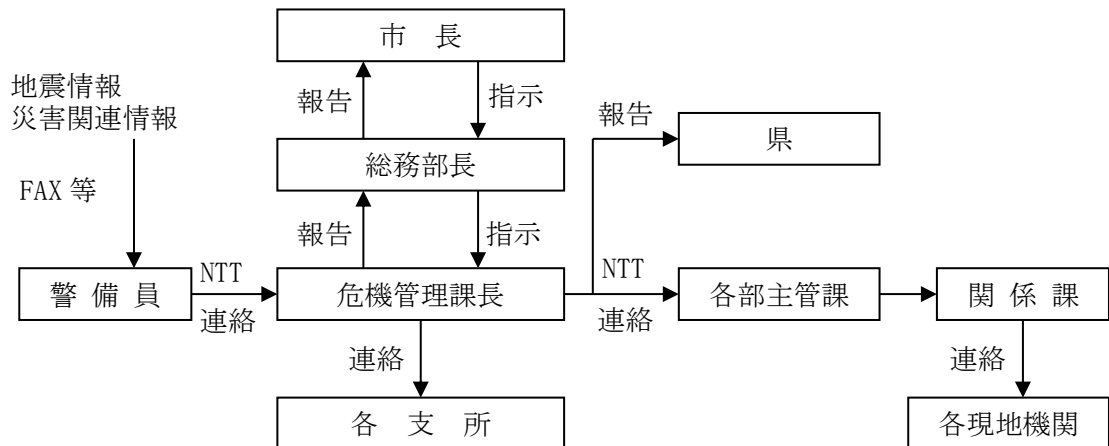 市　長
地震情報
災害関連情報
報告
指示
報告
県
総務部長
FAX 等
報告
指示
警 備 員
NTT
連絡
危機管理課長
NTT
連絡
各部主管課
関 係 課
連絡
連絡
各　支　所
各現地機関